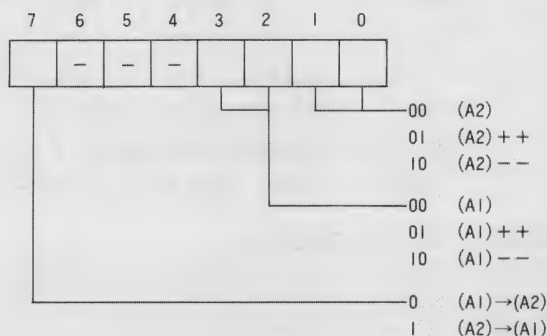 7 6 5 4 3 2 1 0
- - -
00 (A2)
01 (A2)++
10 (A2)--
00 (A1)
01 (A1)++
10 (A1)--
0 (A1)→(A2)
1 (A2)→(A1)